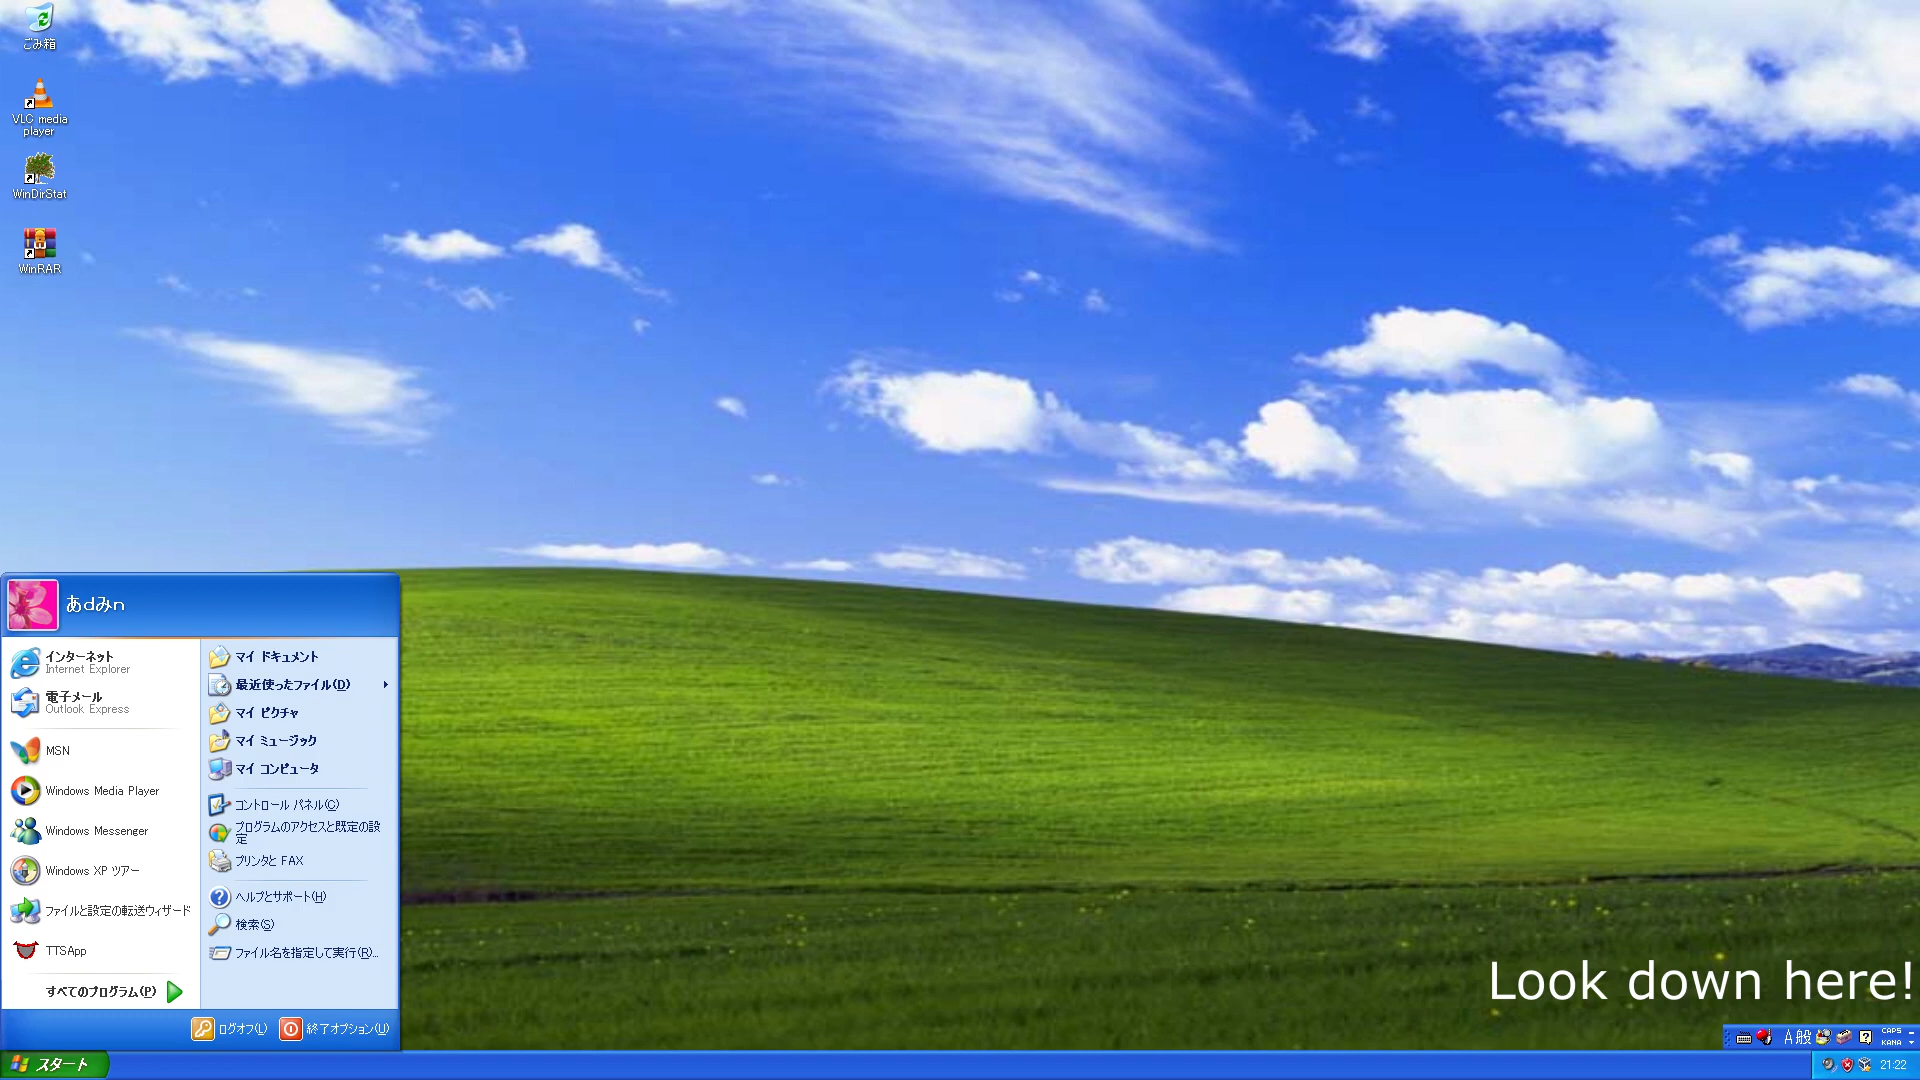 ごみ箱
VLC media
player
WinDirStat
WinRAR
あdみn
インターネット
Internet Explorer
電子メール
Outlook Express
MSN
Windows Media Player
Windows Messenger
Windows XP ツアー
ファイルと設定の転送ウィザード
TTSApp
すべてのプログラム(P)
マイ ドキュメント
最近使ったファイル(D)
マイ ピクチャ
マイ ミュージック
マイ コンピュータ
コントロール パネル(C)
プログラムのアクセスと既定の設
定
プリンタと FAX
ヘルプとサポート(H)
検索(S)
ファイル名を指定して実行(R)...
ログオフ(L)
終了オプション(U)
スタート
Look down here!
A 般
CAPS
KANA
21:22